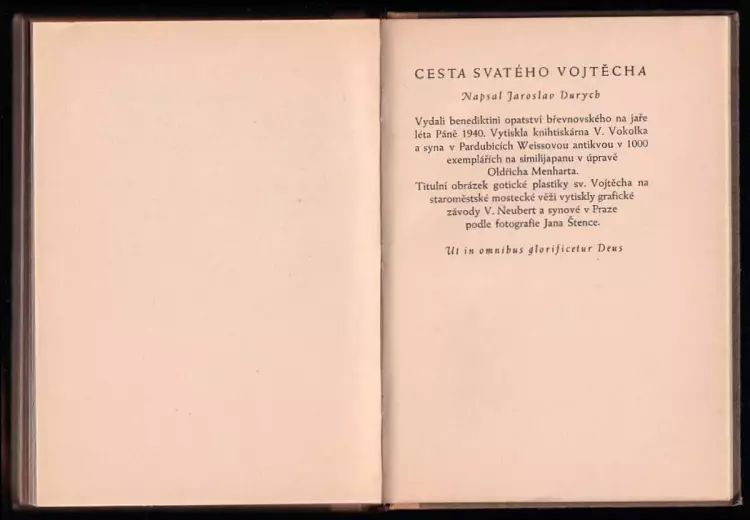 CESTA SVATÉHO VOJTĚCHA
Napsal Jaroslav Durych
Vydali benediktini opatství břevnovského na jaře
léta Páně 1940. Vytiskla knihtiskárna V. Vokolka
a syna v Pardubicích Weissovou antikvou v 1000
exemplářích na similijapanu v úpravě
Oldřicha Menharta.
Titulní obrázek gotické plastiky sv. Vojtěcha na
staroměstské mostecké věži vytiskly grafické
závody V. Neubert a synové v Praze
podle fotografie Jana Štence.
Ut in omnibus glorificetur Deus